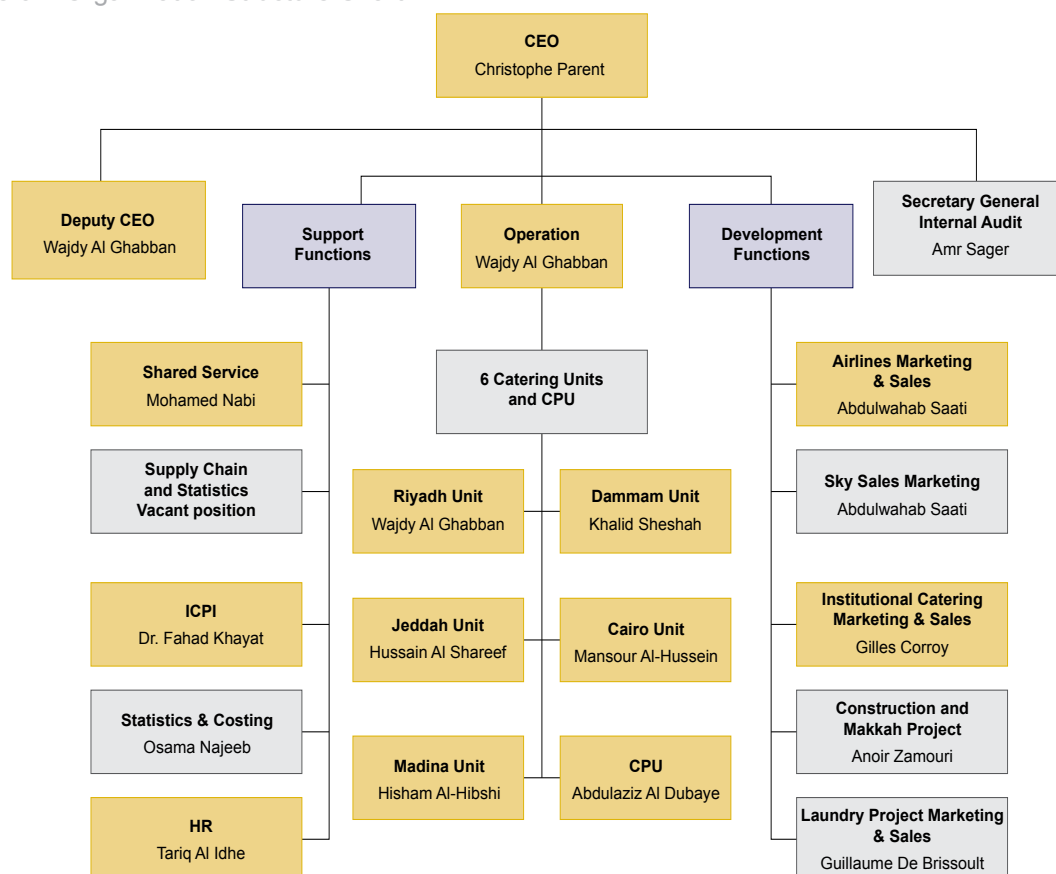 CEO
Christophe Parent
Deputy CEO
Wajdy Al Ghabban
Support
Functions
Operation
Wajdy Al Ghabban
Development
Functions
Secretary General
Internal Audit
Amr Sager
Shared Service
Mohamed Nabi
Supply Chain
and Statistics
Vacant position
ICPI
Dr. Fahad Khayat
Statistics & Costing
Osama Najeeb
HR
Tariq Al Idhe
6 Catering Units
and CPU
Riyadh Unit
Wajdy Al Ghabban
Dammam Unit
Khalid Sheshah
Jeddah Unit
Hussain Al Shareef
Cairo Unit
Mansour Al-Hussein
Madina Unit
Hisham Al-Hibshi
CPU
Abdulaziz Al Dubaye
Airlines Marketing
& Sales
Abdulwahab Saati
Sky Sales Marketing
Abdulwahab Saati
Institutional Catering
Marketing & Sales
Gilles Corroy
Construction and
Makkah Project
Anoir Zamouri
Laundry Project Marketing
& Sales
Guillaume De Brissoult